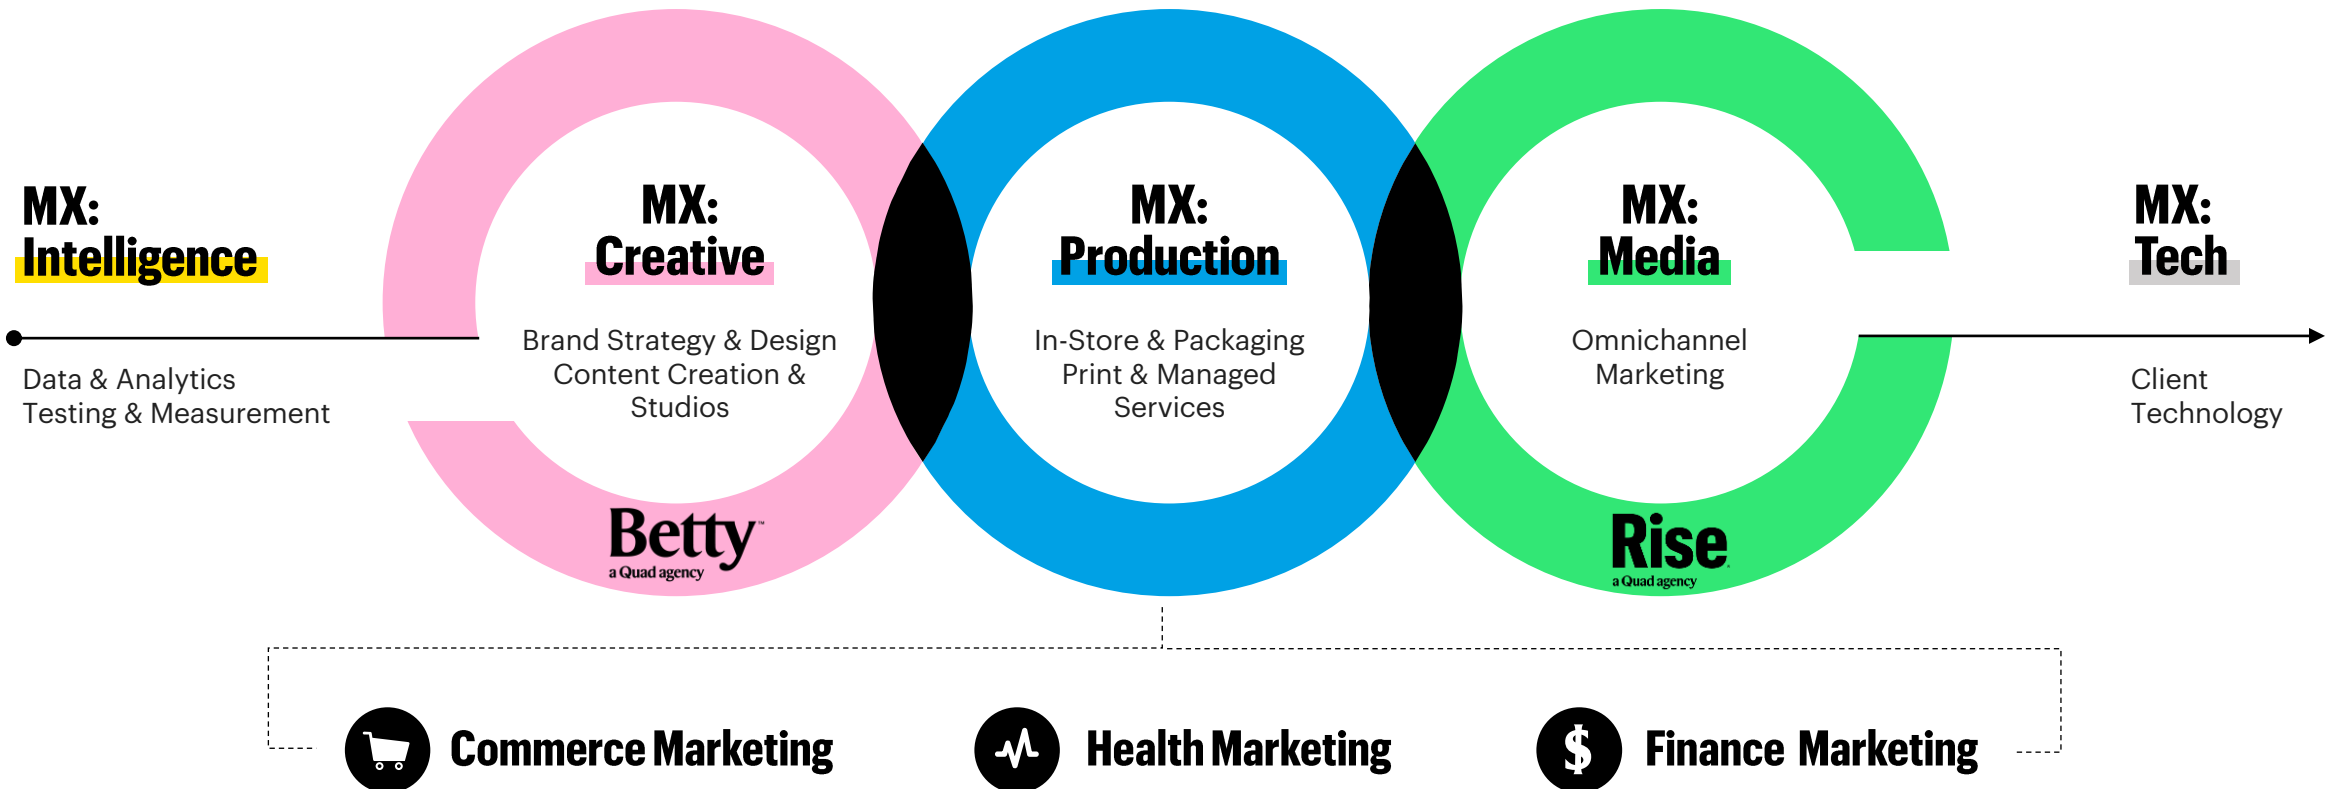 MX:
Intelligence
Data & Analytics
Testing & Measurement
MX:
Creative
Brand Strategy & Design
Content Creation &
Studios
Betty™
a Quad agency
MX:
Production
In-Store & Packaging
Print & Managed
Services
MX:
Media
Omnichannel
Marketing
Rise
a Quad agency
MX:
Tech
Client
Technology
Commerce Marketing
Health Marketing
$
Finance Marketing